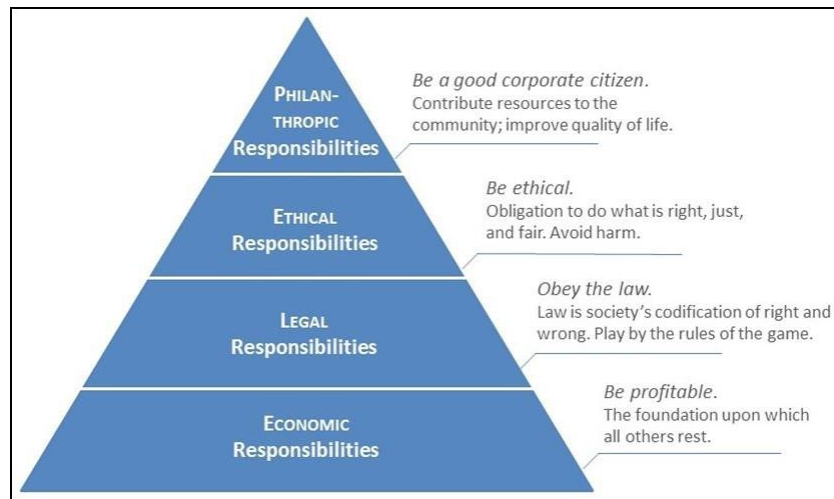 PHILAN-
THROPIC
Responsibilities
Be a good corporate citizen.
Contribute resources to the
community; improve quality of life.
ETHICAL
Responsibilities
Be ethical.
Obligation to do what is right, just,
and fair. Avoid harm.
LEGAL
Responsibilities
Obey the law.
Law is society’s codification of right and
wrong. Play by the rules of the game.
ECONOMIC
Responsibilities
Be profitable.
The foundation upon which
all others rest.